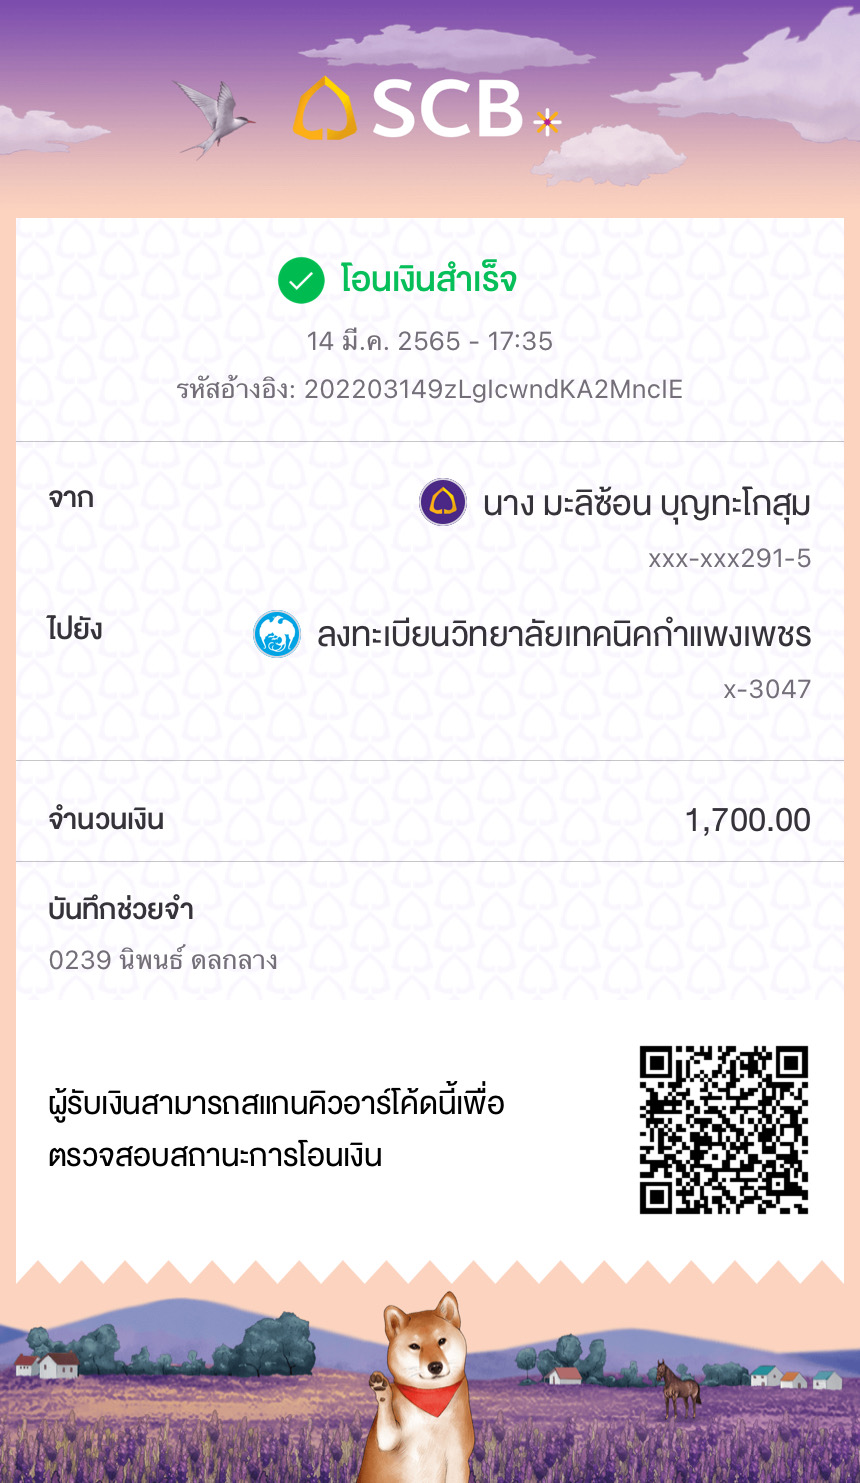 SCB
โอนเงินสำเร็จ
14 มี.ค. 2565 - 17:35
รหัสอ้างอิง: 202203149zLgIcwndKA2MncIE
จาก
นาง มะลิซ้อน บุญทะโกสุม
xxx-xxx291-5
ไปยัง
ลงทะเบียนวิทยาลัยเทคนิคกำแพงเพชร
x-3047
จำนวนเงิน 1,700.00
บันทึกช่วยจำ
0239 นิพนธ์ ดลกลาง
ผู้รับเงินสามารถสแกนคิวอาร์โค้ดนี้เพื่อ
ตรวจสอบสถานะการโอนเงิน